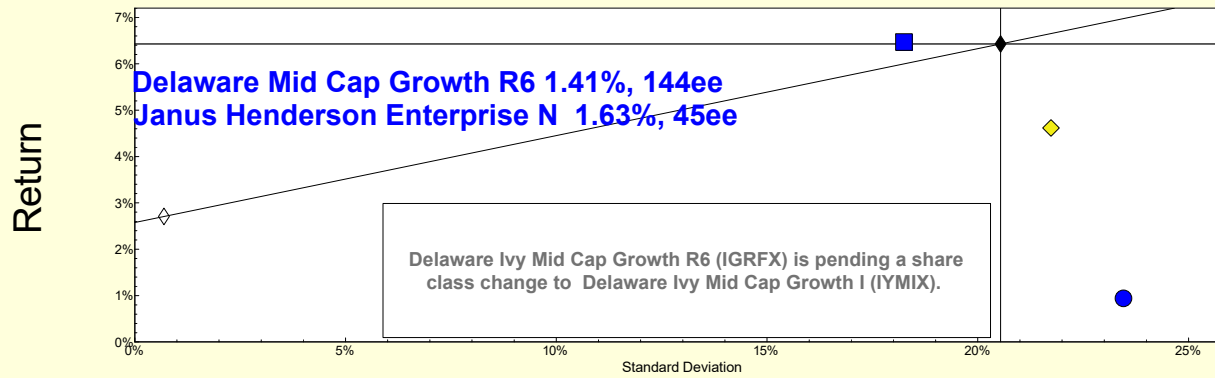 7%
6%
Delaware Mid Cap Growth R6 1.41%, 144ee
5%
Janus Henderson Enterprise N  1.63%, 45ee
4%
Return
3%
2%
Delaware Ivy Mid Cap Growth R6 (IGRFX) is pending a share
class change to  Delaware Ivy Mid Cap Growth I (IYMIX).
1%
0%
0% 5% 10% 15% 20% 25%
Standard Deviation